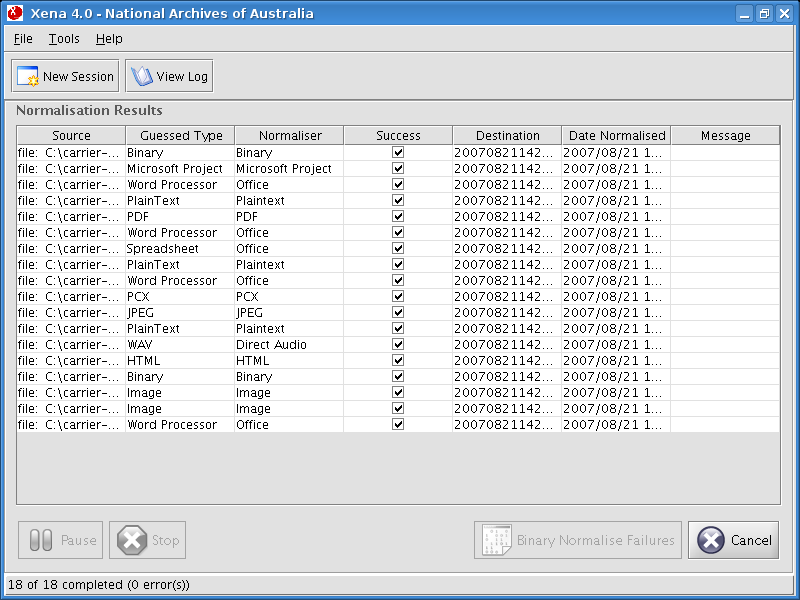 Xena 4.0 - National Archives of Australia
File Tools Help
New Session View Log
Normalisation Results
Source Guessed Type Normaliser Success Destination Date Normalised Message
file: C:\carrier-... Binary Binary 20070821142... 2007/08/21 1...
file: C:\carrier-... Microsoft Project Microsoft Project 20070821142... 2007/08/21 1...
file: C:\carrier-... Word Processor Office 20070821142... 2007/08/21 1...
file: C:\carrier-... PlainText Plaintext 20070821142... 2007/08/21 1...
file: C:\carrier-... PDF PDF 20070821142... 2007/08/21 1...
file: C:\carrier-... Word Processor Office 20070821142... 2007/08/21 1...
file: C:\carrier-... Spreadsheet Office 20070821142... 2007/08/21 1...
file: C:\carrier-... PlainText Plaintext 20070821142... 2007/08/21 1...
file: C:\carrier-... Word Processor Office 20070821142... 2007/08/21 1...
file: C:\carrier-... PCX PCX 20070821142... 2007/08/21 1...
file: C:\carrier-... JPEG JPEG 20070821142... 2007/08/21 1...
file: C:\carrier-... PlainText Plaintext 20070821142... 2007/08/21 1...
file: C:\carrier-... WAV Direct Audio 20070821142... 2007/08/21 1...
file: C:\carrier-... HTML HTML 20070821142... 2007/08/21 1...
file: C:\carrier-... Binary Binary 20070821142... 2007/08/21 1...
file: C:\carrier-... Image Image 20070821142... 2007/08/21 1...
file: C:\carrier-... Image Image 20070821142... 2007/08/21 1...
file: C:\carrier-... Word Processor Office 20070821142... 2007/08/21 1...
Pause Stop Binary Normalise Failures Cancel
18 of 18 completed (0 error(s))